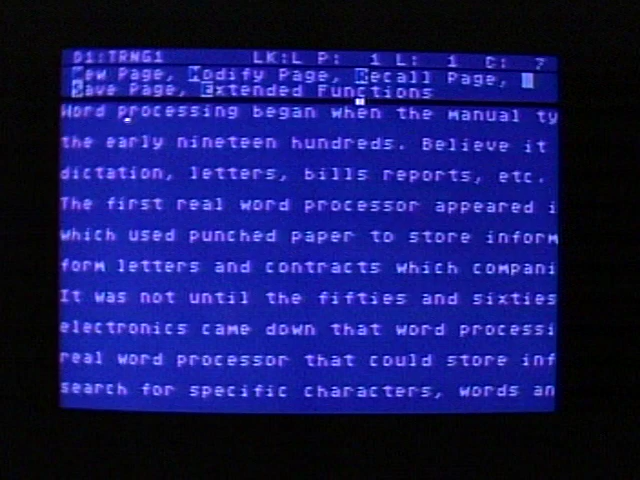 D1:TRNG1 LK:L P: 1 L: 1 C: 7
New Page, Modify Page, Recall Page,
Save Page, Extended Functions
Word processing began when the manual ty
the early nineteen hundreds. Believe it
dictation, letters, bills reports, etc.
The first real word processor appeared i
which used punched paper to store inform
form letters and contracts which compani
It was not until the fifties and sixties
electronics came down that word processi
real word processor that could store inf
search for specific characters, words an